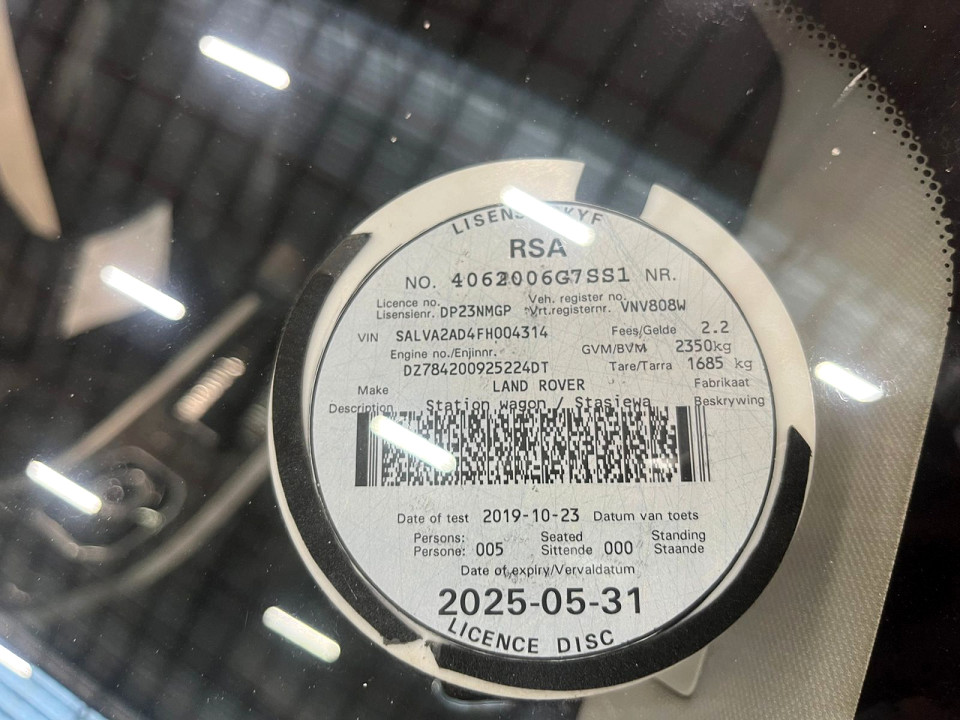 RSA
NO. 4062006G7SS1 NR.
Licence no. Veh. register no.
Lisensienr. DP23NMGP Vrt.registernr. VNV808W
VIN SALVA2AD4FH004314 Fees/Gelde 2.2
Engine no./Enjinnr. GVM/BVM 2350kg
DZ784200925224DT Tare/Tarra 1685 kg
Make LAND ROVER Fabrikaat
Description Station wagon / Stasiewa Beskrywing
Date of test 2019-10-23 Datum van toets
Persons: Seated Standing
Persone: 005 Sittende 000 Staande
Date of expiry/Vervaldatum
2025-05-31
LICENCE DISC